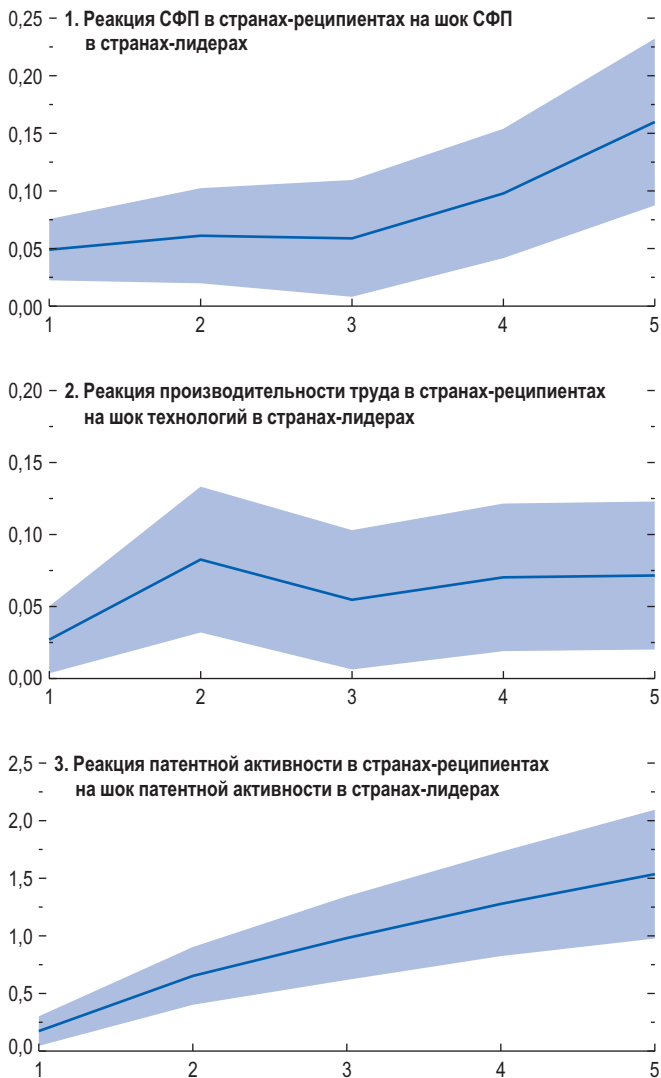 0,25
1. Реакция СФП в странах-реципиентах на шок СФП
в странах-лидерах
0,20
0,15
0,10
0,05
0,00
1 2 3 4 5
0,20
2. Реакция производительности труда в странах-реципиентах
на шок технологий в странах-лидерах
0,15
0,10
0,05
0,00
1 2 3 4 5
2,5
3. Реакция патентной активности в странах-реципиентах
на шок патентной активности в странах-лидерах
2,0
1,5
1,0
0,5
0,0
1 2 3 4 5